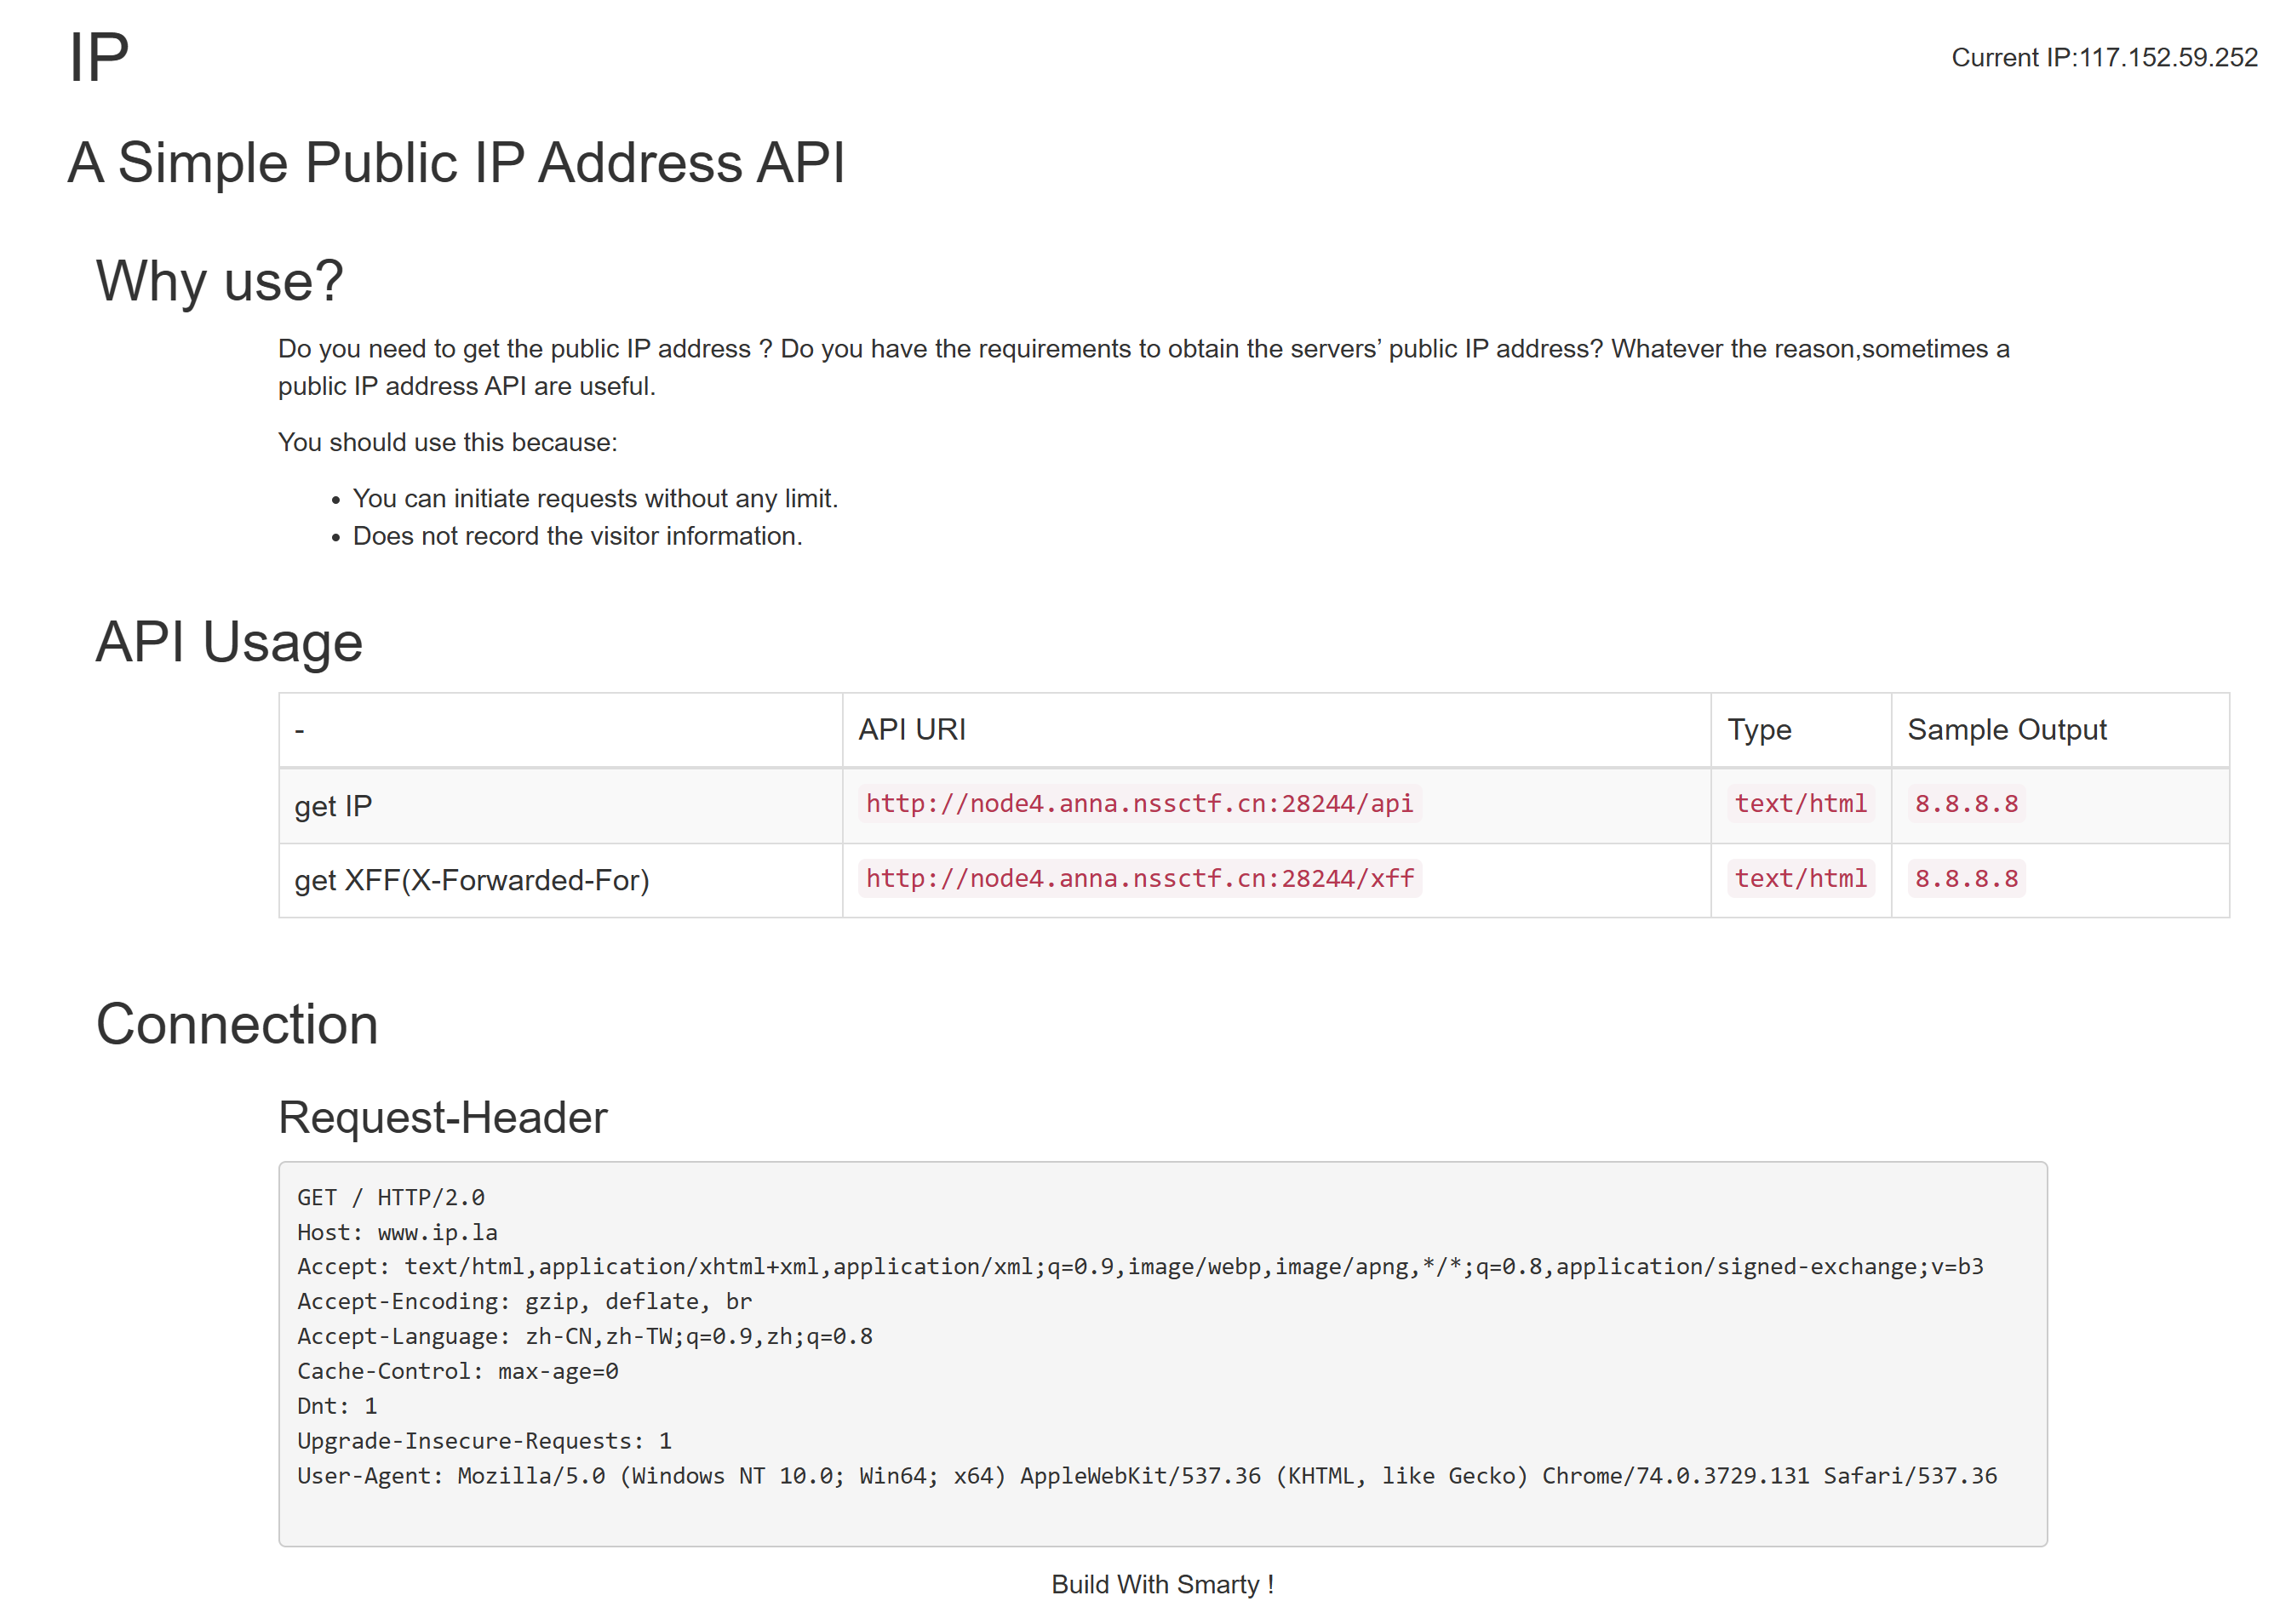 IP
Current IP:117.152.59.252
A Simple Public IP Address API
Why use?
Do you need to get the public IP address ? Do you have the requirements to obtain the servers’ public IP address? Whatever the reason,sometimes a
public IP address API are useful.
You should use this because:
• You can initiate requests without any limit.
• Does not record the visitor information.
API Usage
- API URI Type Sample Output
get IP http://node4.anna.nssctf.cn:28244/api text/html 8.8.8.8
get XFF(X-Forwarded-For) http://node4.anna.nssctf.cn:28244/xff text/html 8.8.8.8
Connection
Request-Header
GET / HTTP/2.0
Host: www.ip.la
Accept: text/html,application/xhtml+xml,application/xml;q=0.9,image/webp,image/apng,*/*;q=0.8,application/signed-exchange;v=b3
Accept-Encoding: gzip, deflate, br
Accept-Language: zh-CN,zh-TW;q=0.9,zh;q=0.8
Cache-Control: max-age=0
Dnt: 1
Upgrade-Insecure-Requests: 1
User-Agent: Mozilla/5.0 (Windows NT 10.0; Win64; x64) AppleWebKit/537.36 (KHTML, like Gecko) Chrome/74.0.3729.131 Safari/537.36
Build With Smarty !